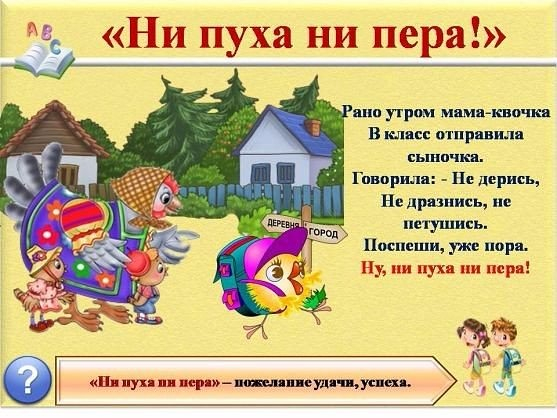 A B C
«Ни пуха ни пера!»
Рано утром мама-квочка
В класс отправила
сыночка.
Говорила: - Не дерись,
Не дразнись, не
петушись.
Поспеши, уже пора.
Ну, ни пуха ни пера!
ДЕРЕВНЯ ГОРОД
?
«Ни пуха ни пера» – пожелание удачи, успеха.